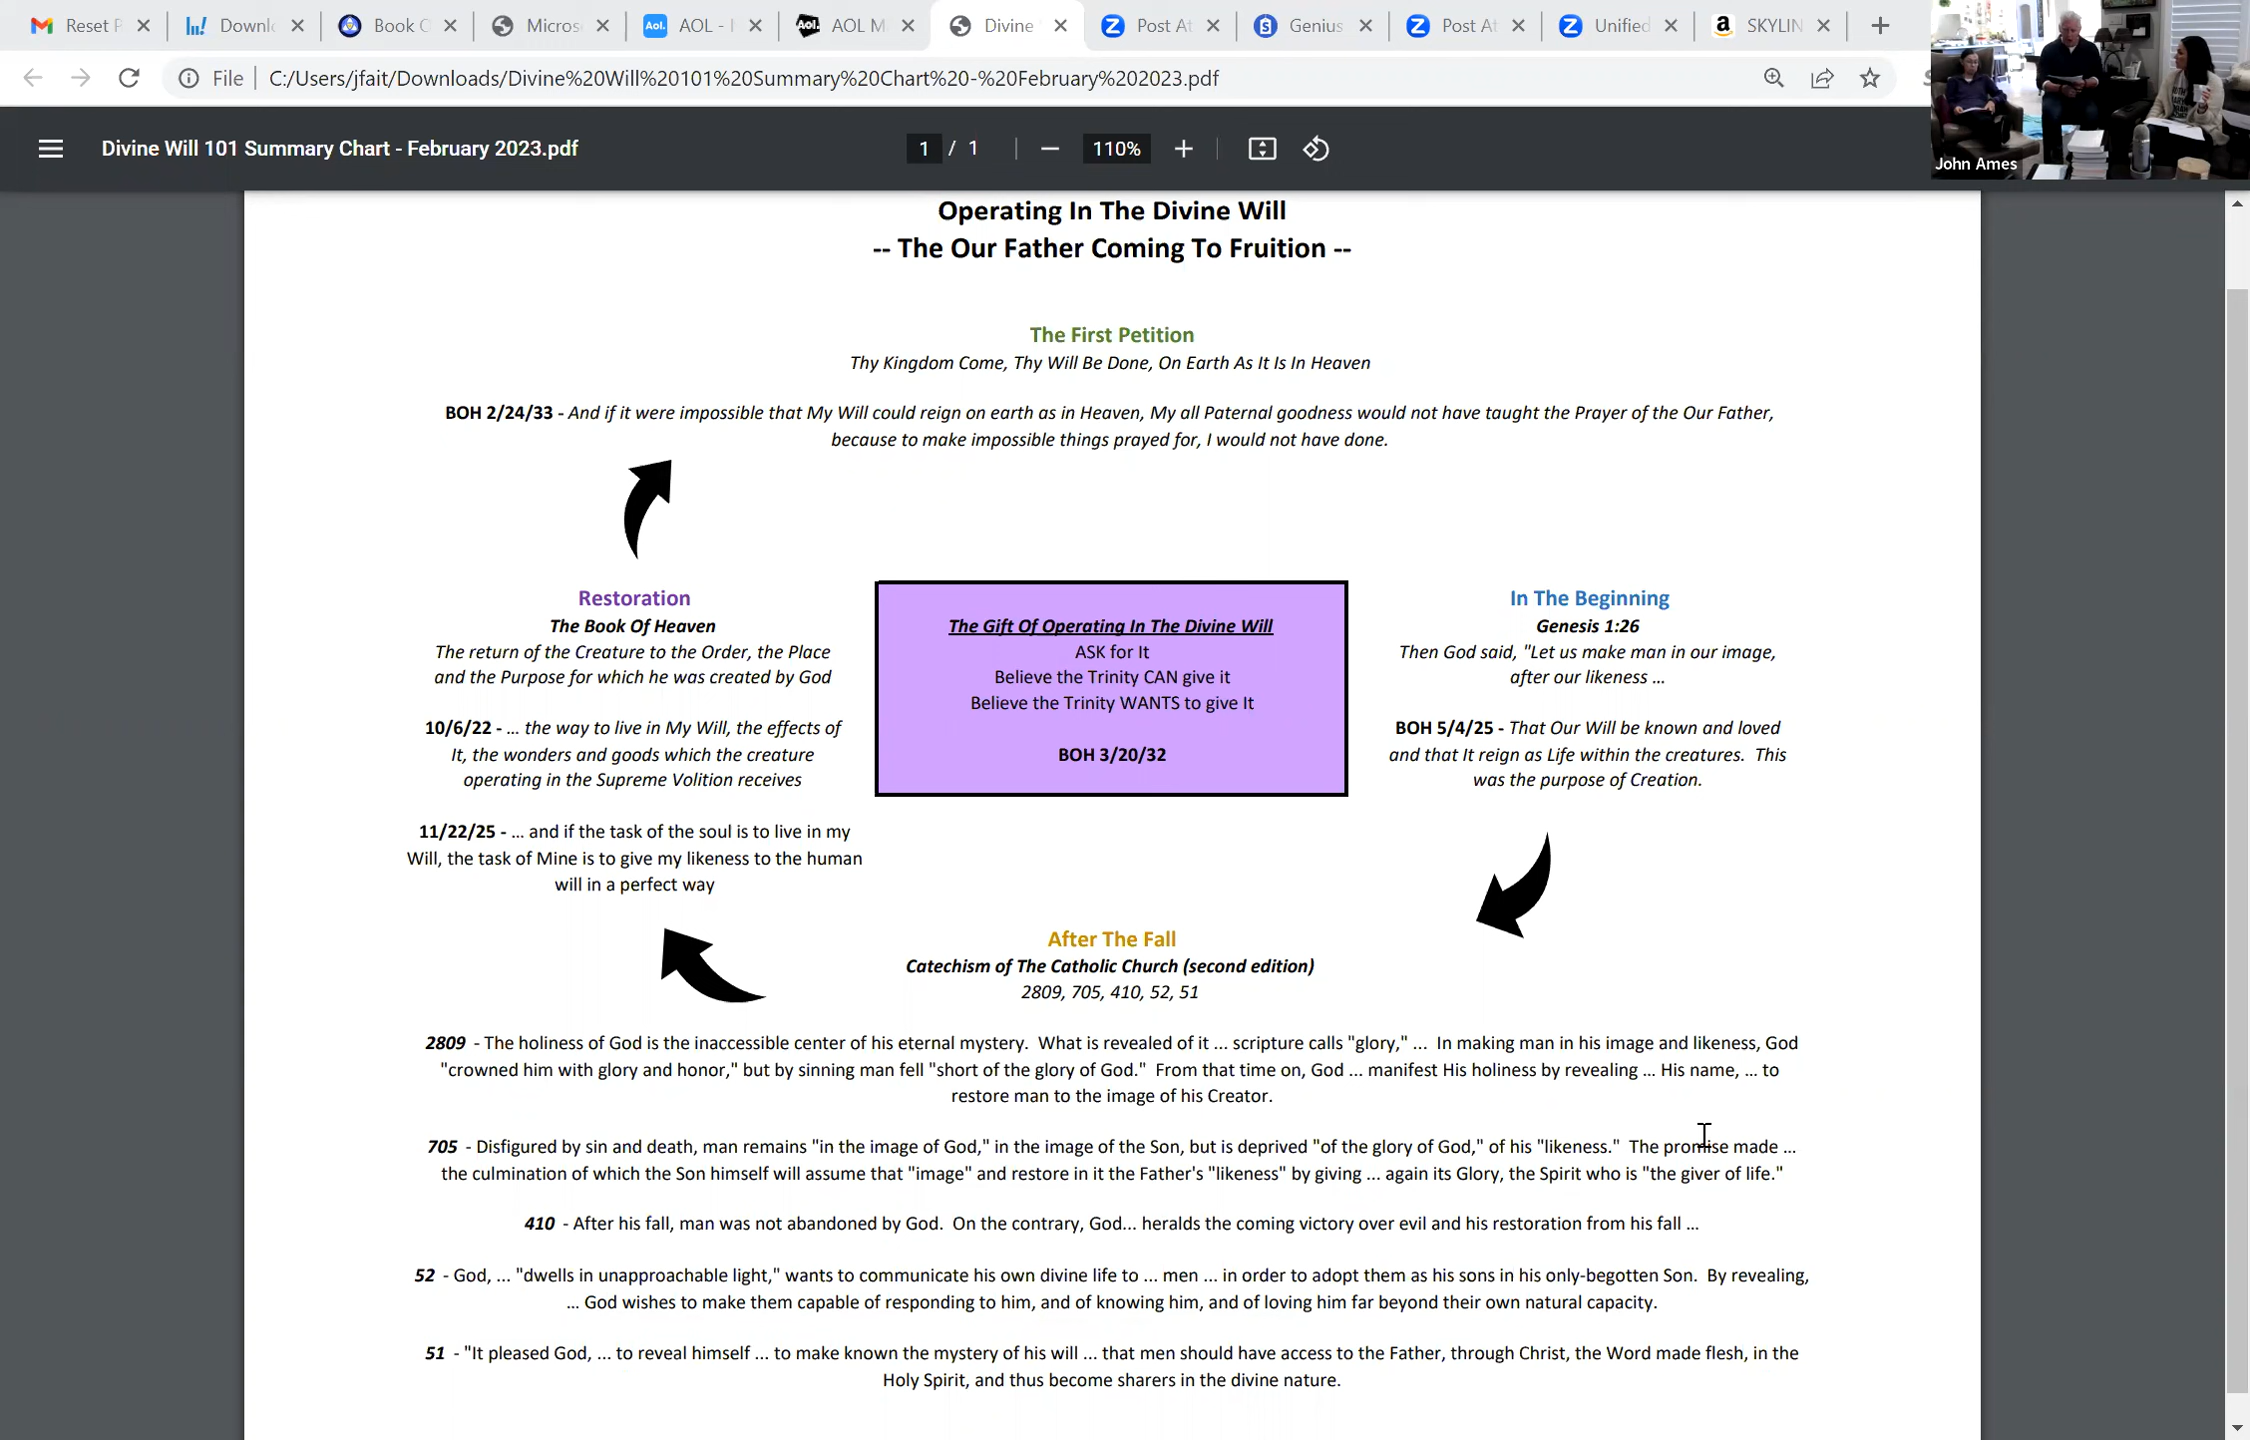 Reset P
Downlo
Book O
Micros
AOL - I
AOL M
Divine
Post At
Genius
Post At
Unified
SKYLIN
File
C:/Users/jfait/Downloads/Divine%20Will%20101%20Summary%20Chart%20-%20February%202023.pdf
Divine Will 101 Summary Chart - February 2023.pdf
1 / 1
110%
John Ames
Operating In The Divine Will
-- The Our Father Coming To Fruition --
The First Petition
Thy Kingdom Come, Thy Will Be Done, On Earth As It Is In Heaven
BOH 2/24/33 - And if it were impossible that My Will could reign on earth as in Heaven, My all Paternal goodness would not have taught the Prayer of the Our Father,
because to make impossible things prayed for, I would not have done.
Restoration
The Book Of Heaven
The return of the Creature to the Order, the Place
and the Purpose for which he was created by God
10/6/22 - ... the way to live in My Will, the effects of
It, the wonders and goods which the creature
operating in the Supreme Volition receives
11/22/25 - ... and if the task of the soul is to live in my
Will, the task of Mine is to give my likeness to the human
will in a perfect way
The Gift Of Operating In The Divine Will
ASK for It
Believe the Trinity CAN give it
Believe the Trinity WANTS to give It
BOH 3/20/32
In The Beginning
Genesis 1:26
Then God said, "Let us make man in our image,
after our likeness ...
BOH 5/4/25 - That Our Will be known and loved
and that It reign as Life within the creatures.  This
was the purpose of Creation.
After The Fall
Catechism of The Catholic Church (second edition)
2809, 705, 410, 52, 51
2809 - The holiness of God is the inaccessible center of his eternal mystery.  What is revealed of it ... scripture calls "glory," ...  In making man in his image and likeness, God
"crowned him with glory and honor," but by sinning man fell "short of the glory of God."  From that time on, God ... manifest His holiness by revealing ... His name, ... to
restore man to the image of his Creator.
705 - Disfigured by sin and death, man remains "in the image of God," in the image of the Son, but is deprived "of the glory of God," of his "likeness."  The promise made ...
the culmination of which the Son himself will assume that "image" and restore in it the Father's "likeness" by giving ... again its Glory, the Spirit who is "the giver of life."
410 - After his fall, man was not abandoned by God.  On the contrary, God... heralds the coming victory over evil and his restoration from his fall ...
52 - God, ... "dwells in unapproachable light," wants to communicate his own divine life to ... men ... in order to adopt them as his sons in his only-begotten Son.  By revealing,
... God wishes to make them capable of responding to him, and of knowing him, and of loving him far beyond their own natural capacity.
51 - "It pleased God, ... to reveal himself ... to make known the mystery of his will ... that men should have access to the Father, through Christ, the Word made flesh, in the
Holy Spirit, and thus become sharers in the divine nature.